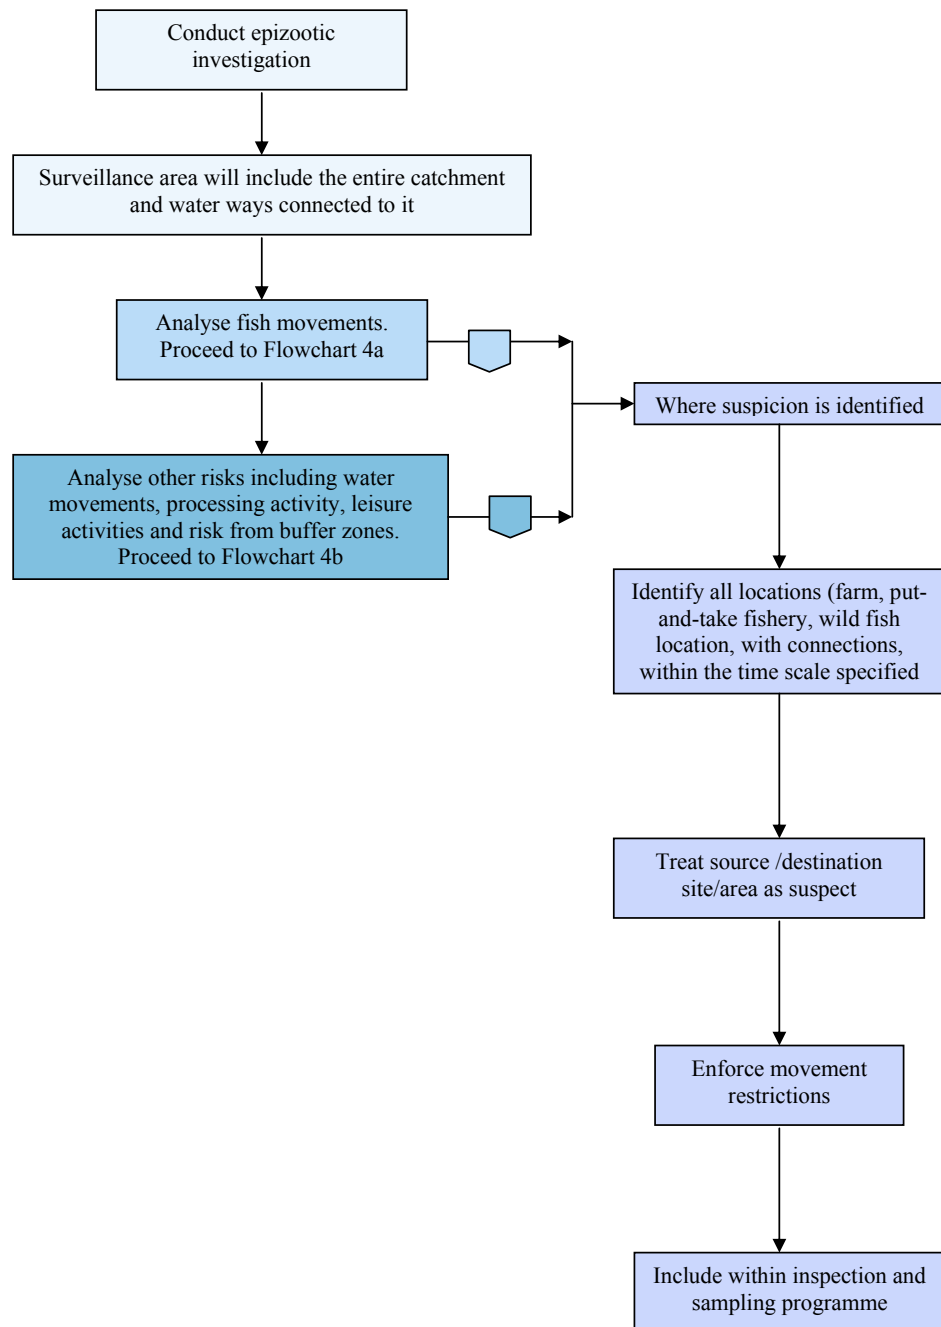 Conduct epizootic
investigation
Surveillance area will include the entire catchment
and water ways connected to it
Analyse fish movements.
Proceed to Flowchart 4a
Analyse other risks including water
movements, processing activity, leisure
activities and risk from buffer zones.
Proceed to Flowchart 4b
Where suspicion is identified
Identify all locations (farm, put-
and-take fishery, wild fish
location, with connections,
within the time scale specified
Treat source /destination
site/area as suspect
Enforce movement
restrictions
Include within inspection and
sampling programme